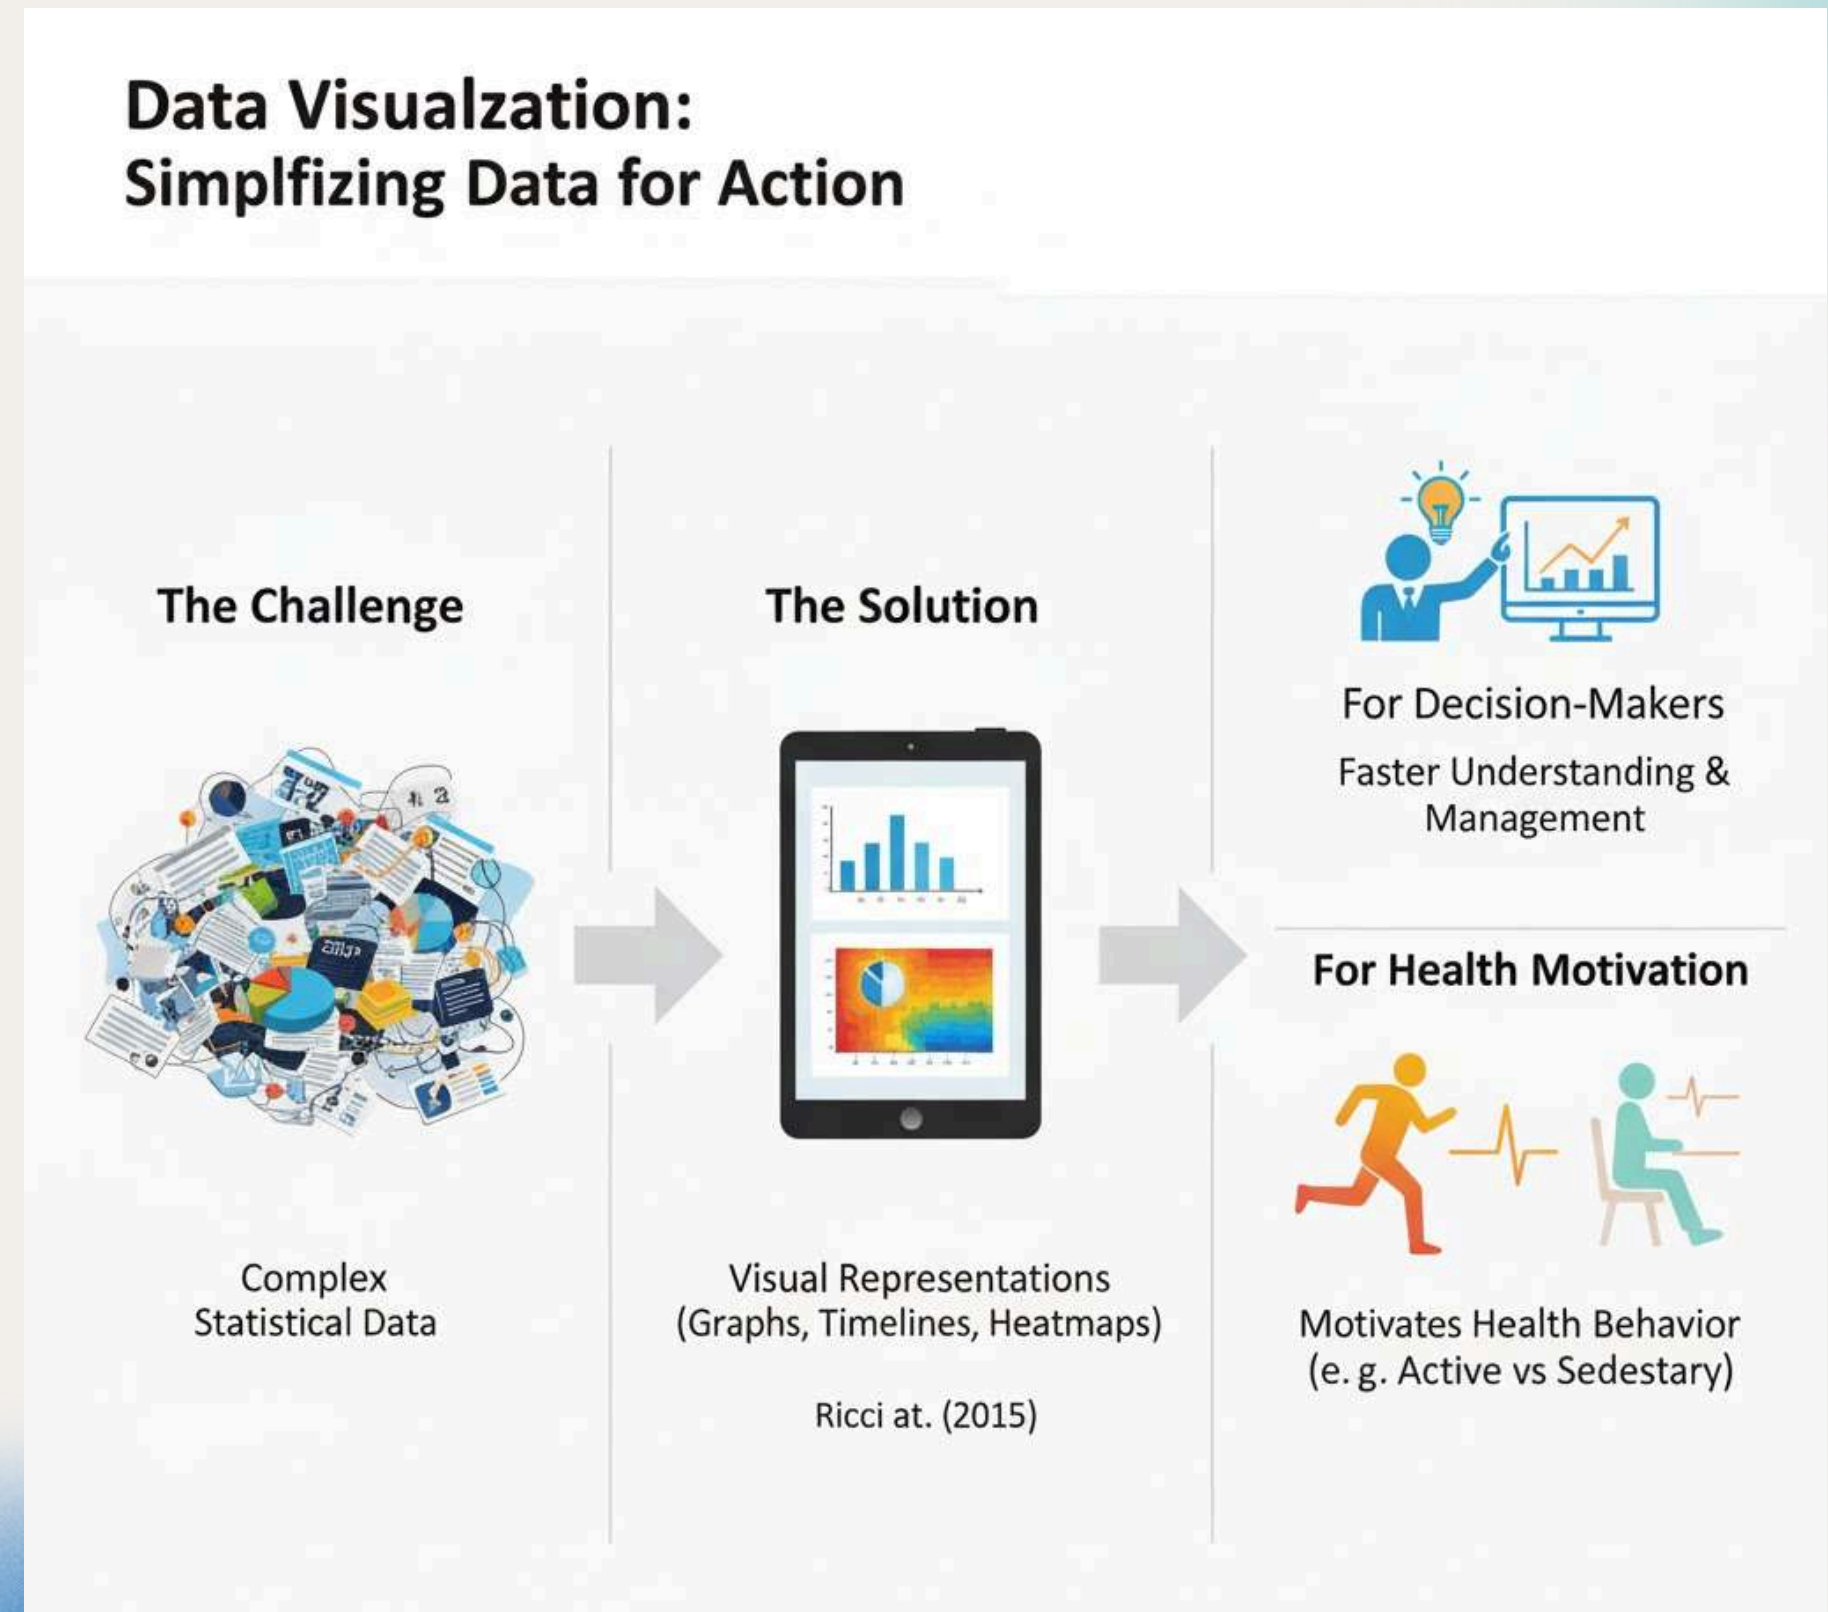 Data Visualzation:
Simplfizing Data for Action
The Challenge
Complex
Statistical Data
The Solution
Visual Representations
(Graphs, Timelines, Heatmaps)
Ricci at. (2015)
For Decision-Makers
Faster Understanding &
Management
For Health Motivation
Motivates Health Behavior
(e. g. Active vs Sedestary)